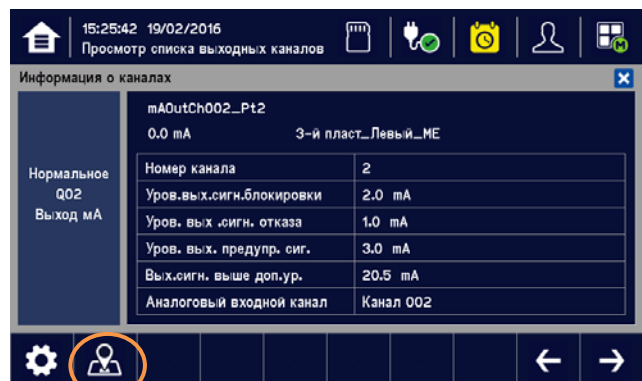 15:25:42 19/02/2016
Просмотр списка выходных каналов
Информация о каналах
Нормальное
Q02
Выход мА
mAOutCh002_Pt2
0.0 mA 3-й пласт_Левый_МЕ
Номер канала 2
Уров.вых.сигн.блокировки 2.0 mA
Уров. вых .сигн. отказа 1.0 mA
Уров. вых. предупр. сиг. 3.0 mA
Вых.сигн. выше доп.ур. 20.5 mA
Аналоговый входной канал Канал 002